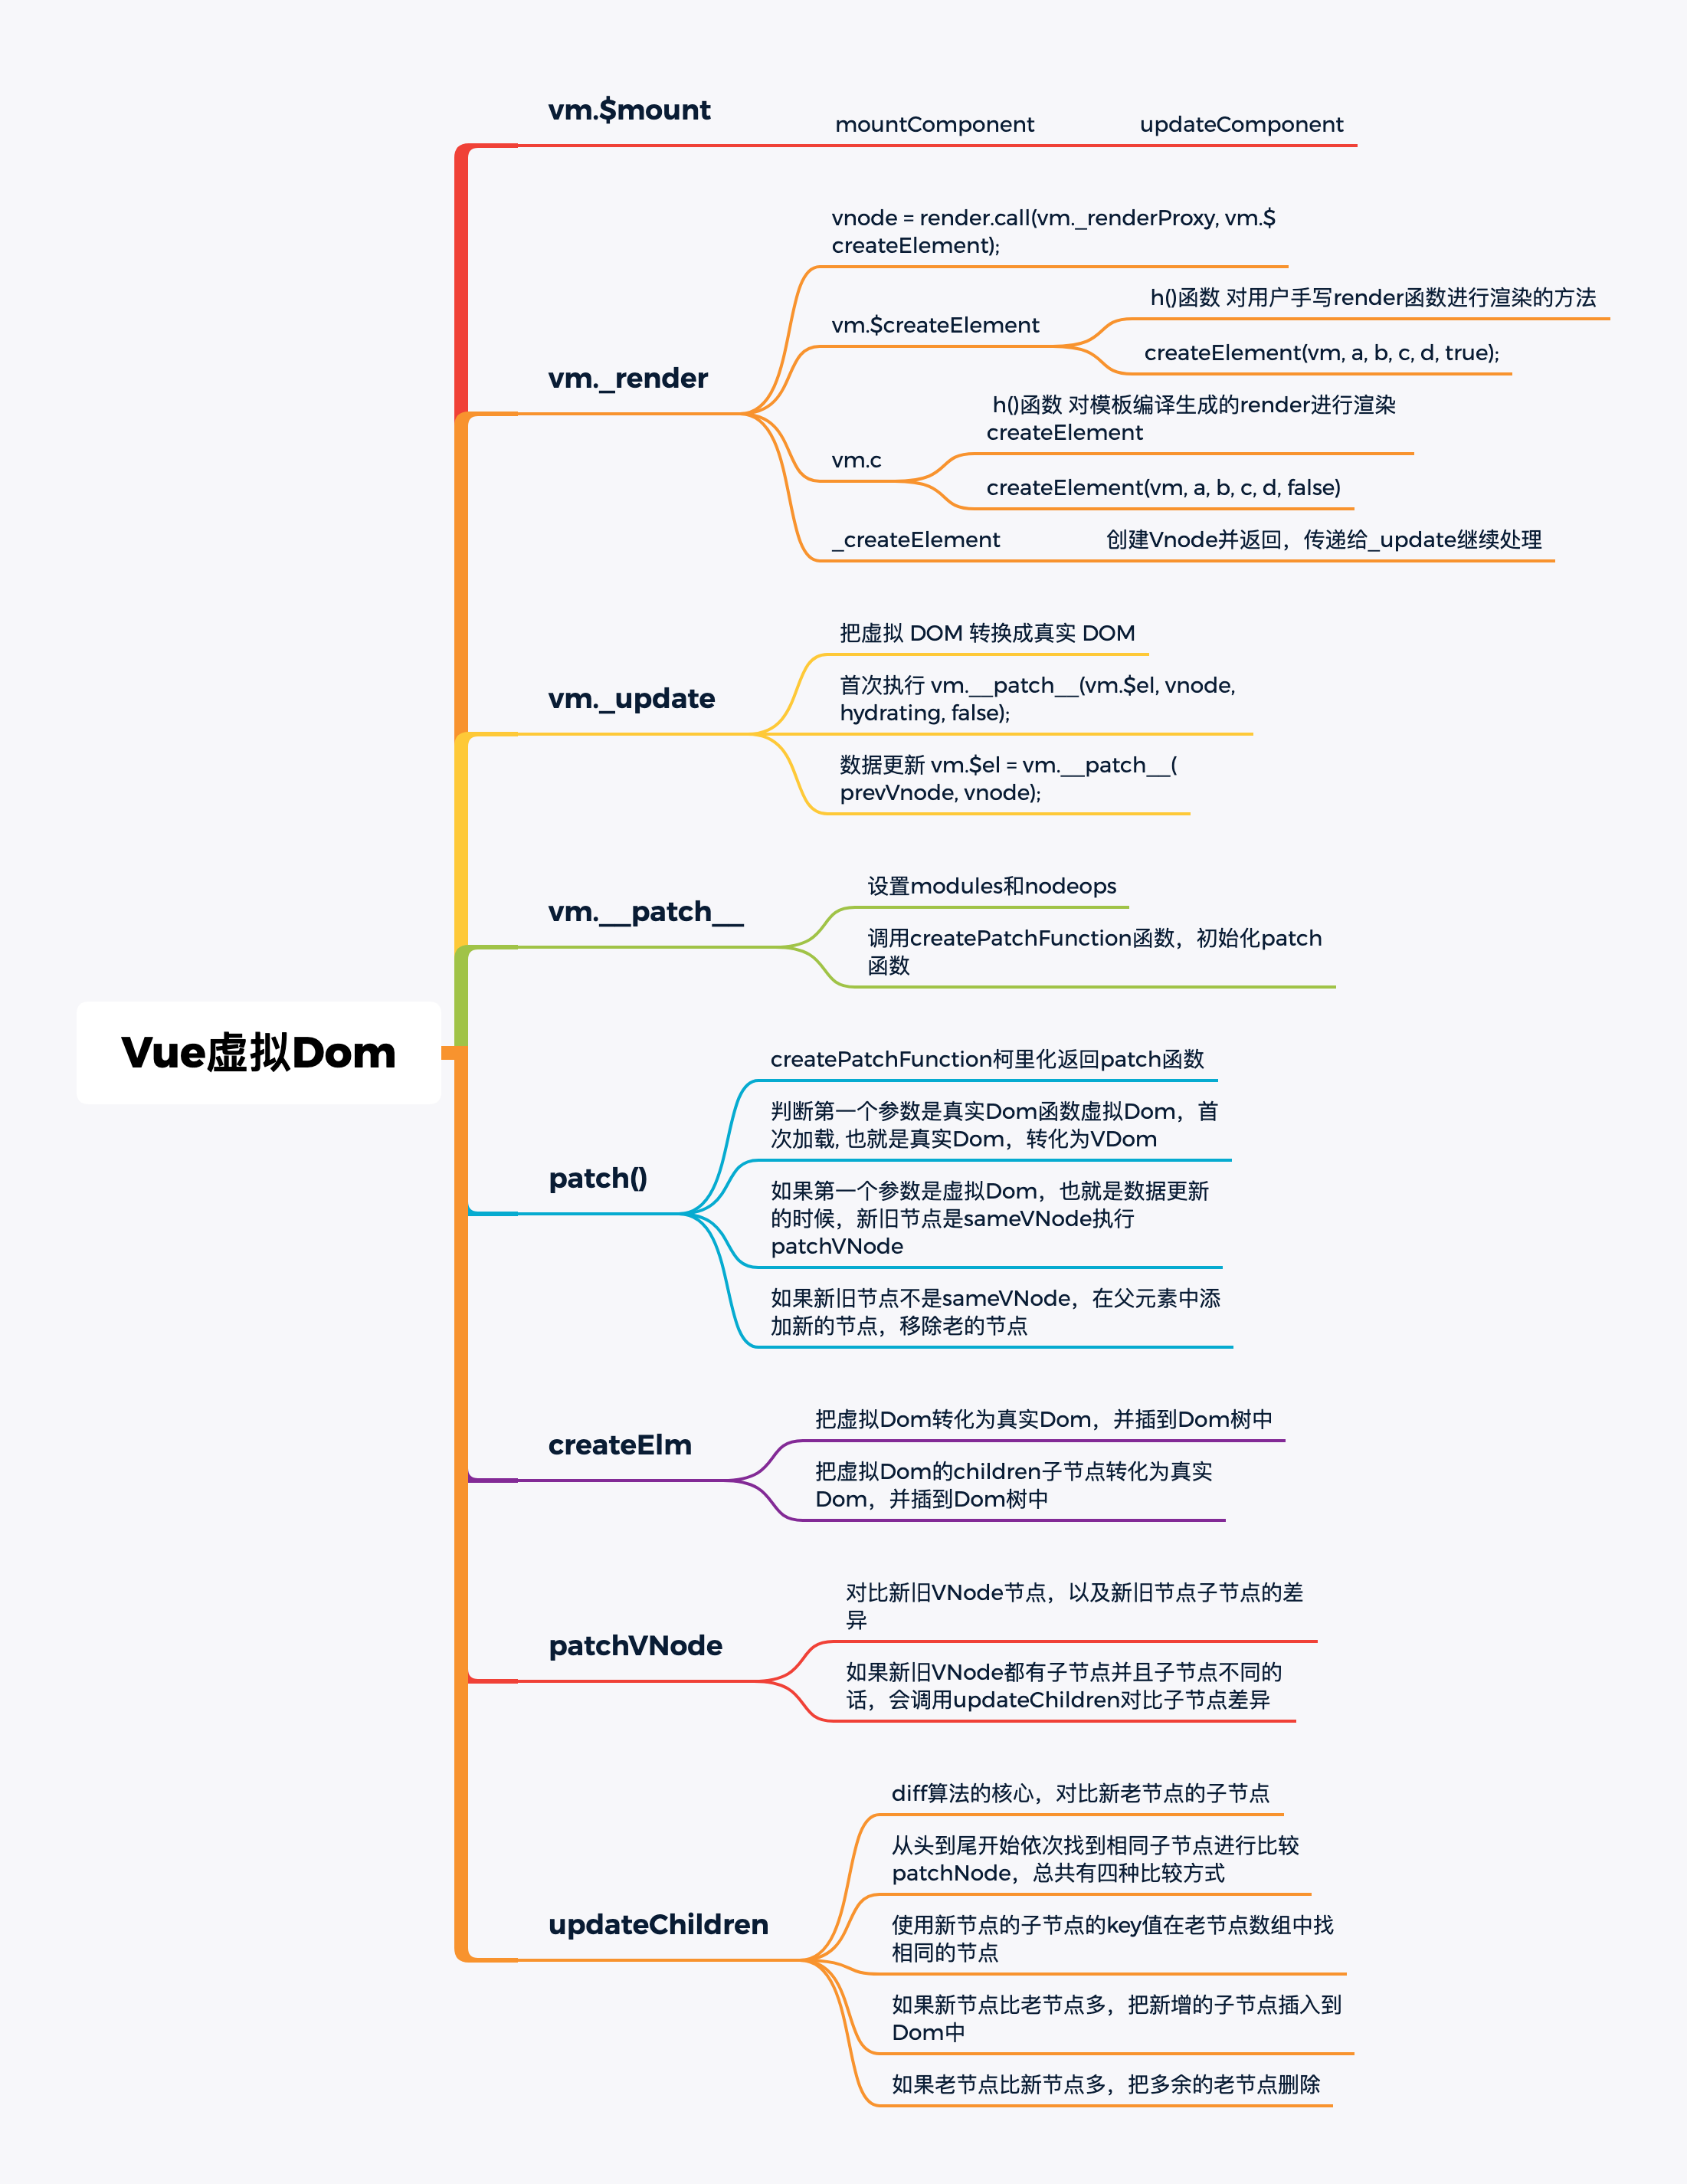 Vue虚拟Dom
vm.$mount
mountComponent
updateComponent
vm._render
vnode = render.call(vm._renderProxy, vm.$
createElement);
vm.$createElement
h()函数 对用户手写render函数进行渲染的方法
createElement(vm, a, b, c, d, true);
vm.c
h()函数 对模板编译生成的render进行渲染
createElement
createElement(vm, a, b, c, d, false)
_createElement
创建Vnode并返回，传递给_update继续处理
vm._update
把虚拟 DOM 转换成真实 DOM
首次执行 vm.__patch__(vm.$el, vnode,
hydrating, false);
数据更新 vm.$el = vm.__patch__(
prevVnode, vnode);
vm.__patch__
设置modules和nodeops
调用createPatchFunction函数，初始化patch
函数
patch()
createPatchFunction柯里化返回patch函数
判断第一个参数是真实Dom函数虚拟Dom，首
次加载, 也就是真实Dom，转化为VDom
如果第一个参数是虚拟Dom，也就是数据更新
的时候，新旧节点是sameVNode执行
patchVNode
如果新旧节点不是sameVNode，在父元素中添
加新的节点，移除老的节点
createElm
把虚拟Dom转化为真实Dom，并插到Dom树中
把虚拟Dom的children子节点转化为真实
Dom，并插到Dom树中
patchVNode
对比新旧VNode节点，以及新旧节点子节点的差
异
如果新旧VNode都有子节点并且子节点不同的
话，会调用updateChildren对比子节点差异
updateChildren
diff算法的核心，对比新老节点的子节点
从头到尾开始依次找到相同子节点进行比较
patchNode，总共有四种比较方式
使用新节点的子节点的key值在老节点数组中找
相同的节点
如果新节点比老节点多，把新增的子节点插入到
Dom中
如果老节点比新节点多，把多余的老节点删除